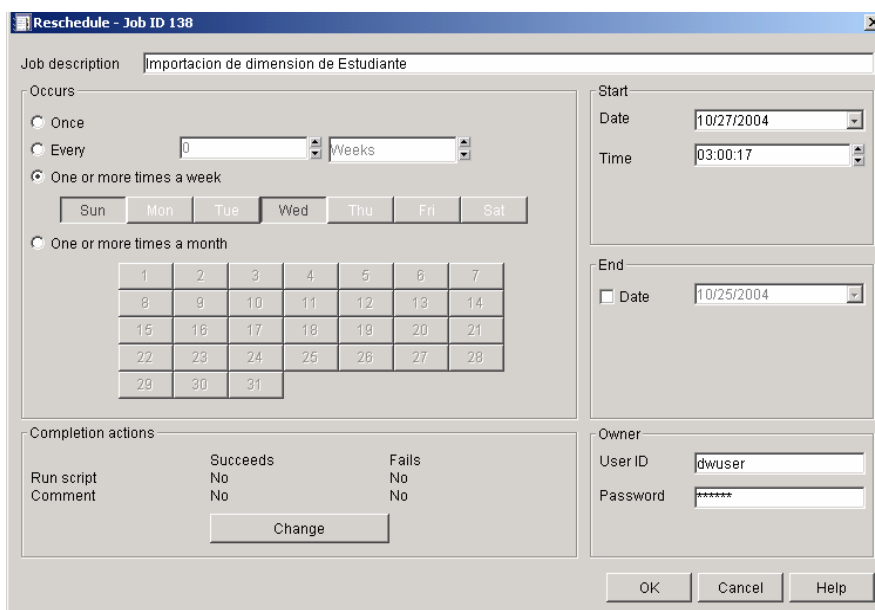 Reschedule - Job ID 138
Job description Importacion de dimension de Estudiante
Occurs
Once
Every 0 Weeks
One or more times a week
Sun Mon Tue Wed Thu Fri Sat
One or more times a month
1 2 3 4 5 6 7
8 9 10 11 12 13 14
15 16 17 18 19 20 21
22 23 24 25 26 27 28
29 30 31
Start
Date 10/27/2004
Time 03:00:17
End
Date 10/25/2004
Completion actions
Succeeds Fails
Run script No No
Comment No No
Change
Owner
User ID dwuser
Password ******
OK Cancel Help